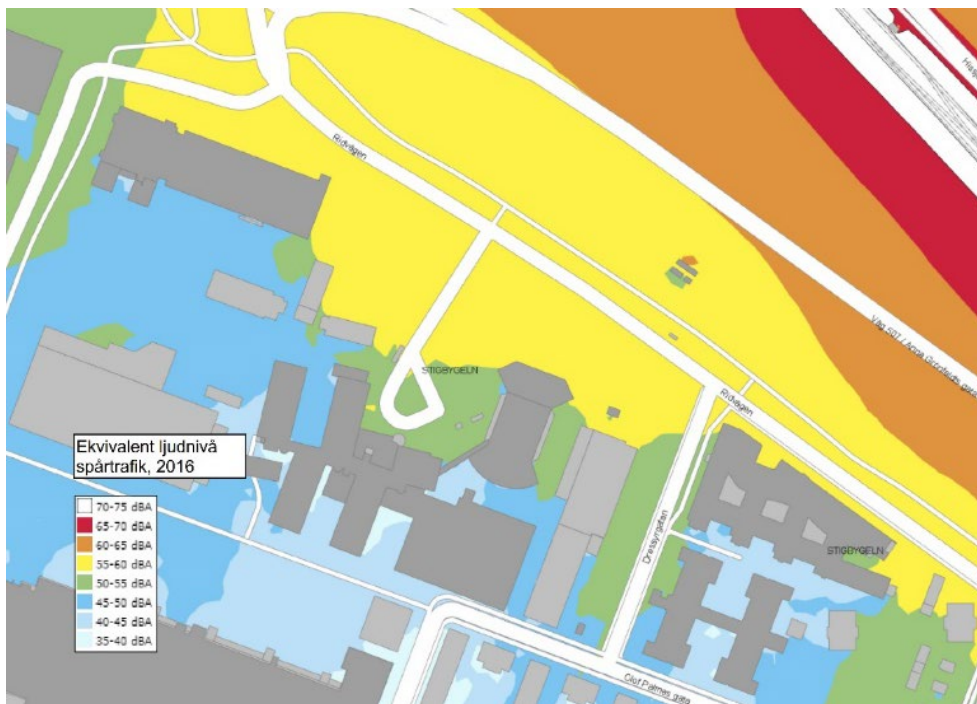 Ridvägen
STIGBYGELN
Ridvägen
Dressyrgatan
STIGBYGELN
Olof Palmes gata
Ekvivalent ljudnivå
spårtrafik, 2016
70-75 dBA
65-70 dBA
60-65 dBA
55-60 dBA
50-55 dBA
45-50 dBA
40-45 dBA
35-40 dBA